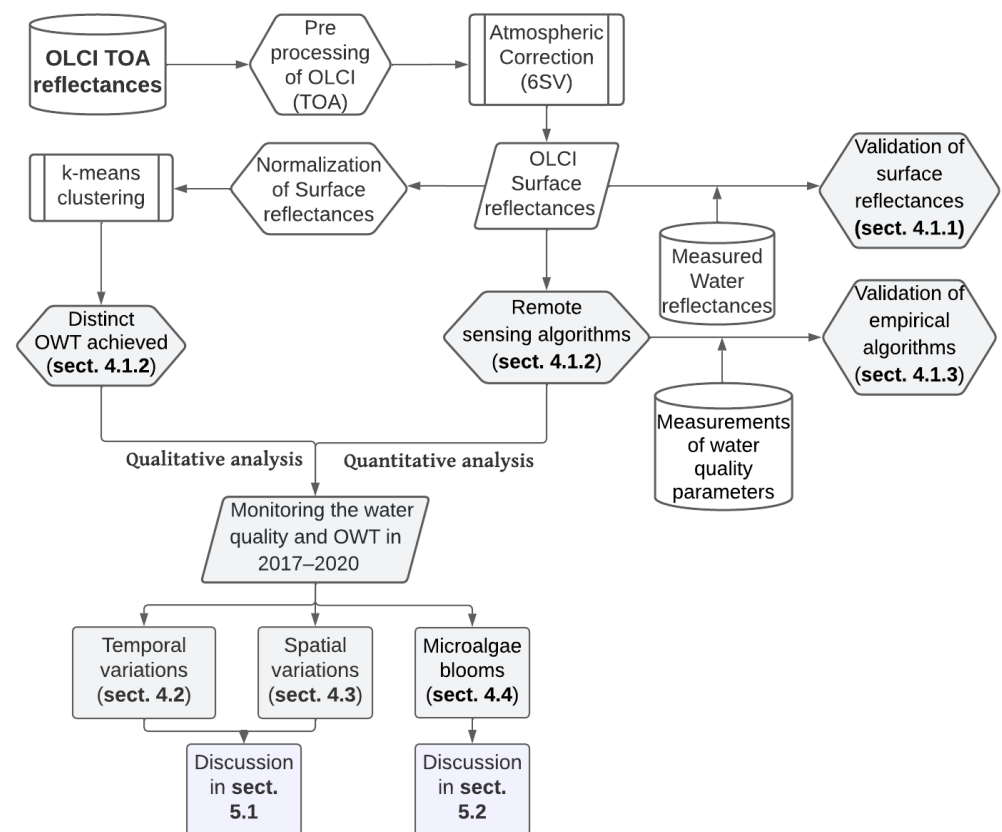 OLCI TOA
reflectances
Pre
processing
of OLCI
(TOA)
Atmospheric
Correction
(6SV)
k-means
clustering
Normalization
of Surface
reflectances
OLCI
Surface
reflectances
Validation of
surface
reflectances
(sect. 4.1.1)
Measured
Water
reflectances
Distinct
OWT achieved
(sect. 4.1.2)
Remote
sensing algorithms
(sect. 4.1.2)
Validation of
empirical
algorithms
(sect. 4.1.3)
Measurements
of water
quality
parameters
Qualitative analysis
Quantitative analysis
Monitoring the water
quality and OWT in
2017–2020
Temporal
variations
(sect. 4.2)
Spatial
variations
(sect. 4.3)
Microalgae
blooms
(sect. 4.4)
Discussion
in sect.
5.1
Discussion
in sect.
5.2